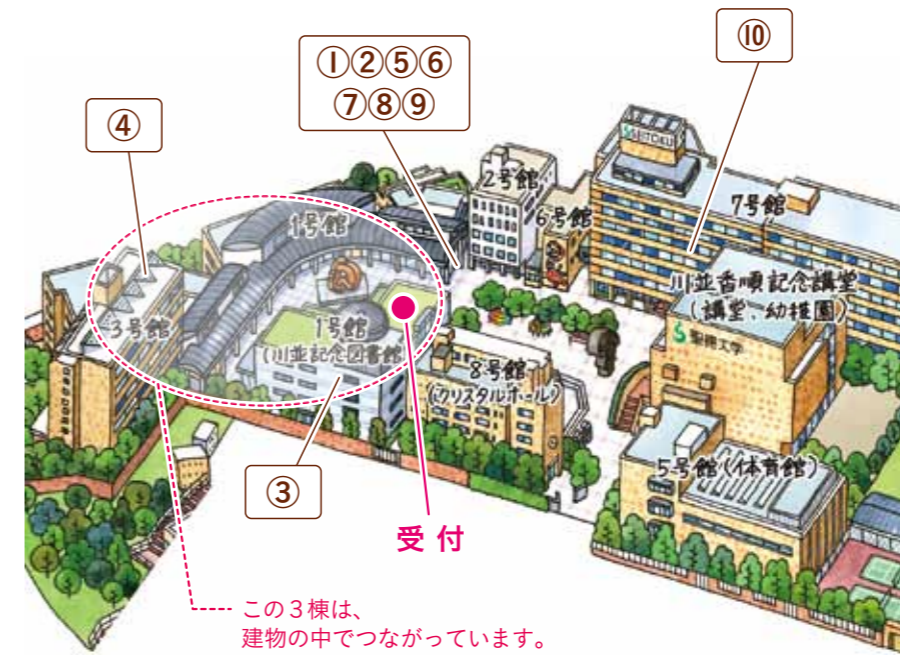 ⑩
①②⑤⑥
⑦⑧⑨
④
SEITOKU
2号館
6号館
7号館
1号館
川並香順記念講堂
(講堂、幼稚園)
3号館
1号館
(川並記念図書館)
聖徳大学
8号館
(クリスタルホール)
5号館(体育館)
③
受付
この3棟は、
建物の中でつながっています。